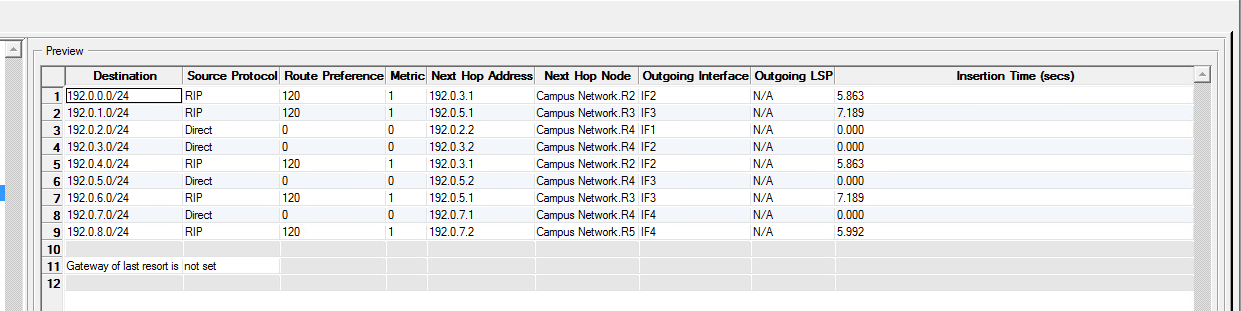 Preview
Destination Source Protocol Route Preference Metric Next Hop Address Next Hop Node Outgoing Interface Outgoing LSP Insertion Time (secs)
1 192.0.0.0/24 RIP 120 1 192.0.3.1 Campus Network.R2 IF2 N/A 5.863
2 192.0.1.0/24 RIP 120 1 192.0.5.1 Campus Network.R3 IF3 N/A 7.189
3 192.0.2.0/24 Direct 0 0 192.0.2.2 Campus Network.R4 IF1 N/A 0.000
4 192.0.3.0/24 Direct 0 0 192.0.3.2 Campus Network.R4 IF2 N/A 0.000
5 192.0.4.0/24 RIP 120 1 192.0.3.1 Campus Network.R2 IF2 N/A 5.863
6 192.0.5.0/24 Direct 0 0 192.0.5.2 Campus Network.R4 IF3 N/A 0.000
7 192.0.6.0/24 RIP 120 1 192.0.5.1 Campus Network.R3 IF3 N/A 7.189
8 192.0.7.0/24 Direct 0 0 192.0.7.1 Campus Network.R4 IF4 N/A 0.000
9 192.0.8.0/24 RIP 120 1 192.0.7.2 Campus Network.R5 IF4 N/A 5.992
10
11 Gateway of last resort is not set
12